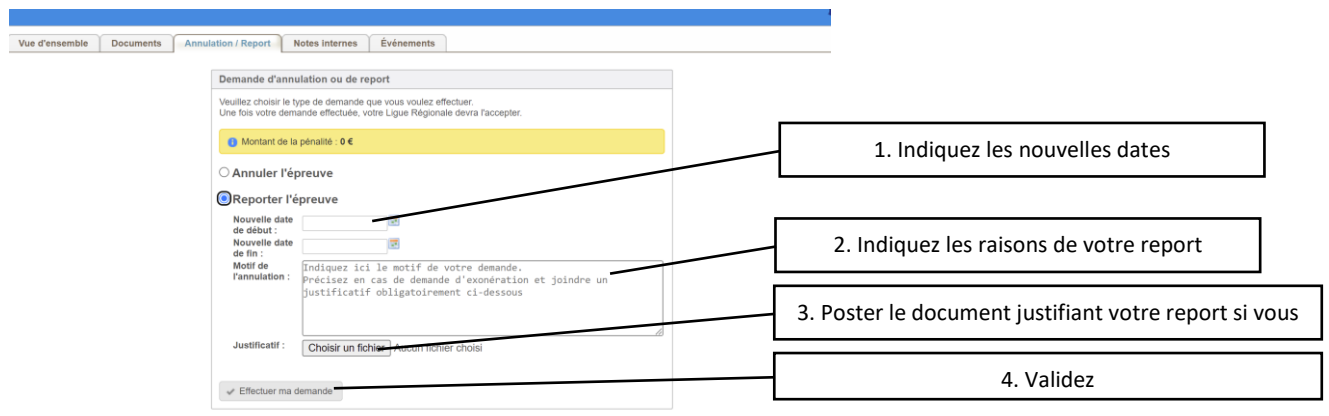 Vue d'ensemble
Documents
Annulation / Report
Notes internes
Événements
Demande d'annulation ou de report
Veuillez choisir le type de demande que vous voulez effectuer.
Une fois votre demande effectuée, votre Ligue Régionale devra l'accepter.
Montant de la pénalité : 0 €
Annuler l'épreuve
Reporter l'épreuve
Nouvelle date
de début :
Nouvelle date
de fin :
Motif de
l'annulation :
Indiquez ici le motif de votre demande.
Précisez en cas de demande d'exonération et joindre un
justificatif obligatoirement ci-dessous
Justificatif :
Choisir un fichier Aucun fichier choisi
Effectuer ma demande
1. Indiquez les nouvelles dates
2. Indiquez les raisons de votre report
3. Poster le document justifiant votre report si vous
4. Validez